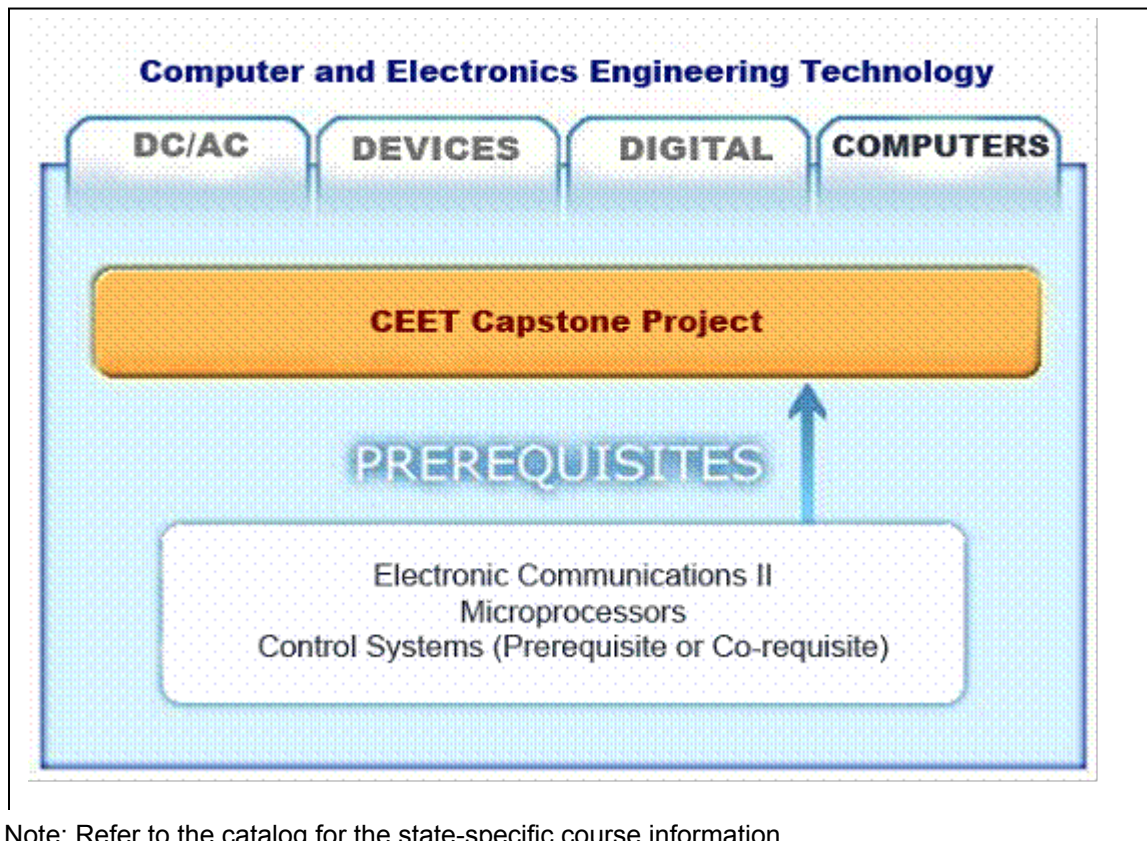 Computer and Electronics Engineering Technology
DC/AC DEVICES DIGITAL COMPUTERS
CEET Capstone Project
PREREQUISITES
Electronic Communications II
Microprocessors
Control Systems (Prerequisite or Co-requisite)
Note: Refer to the catalog for the state-specific course information